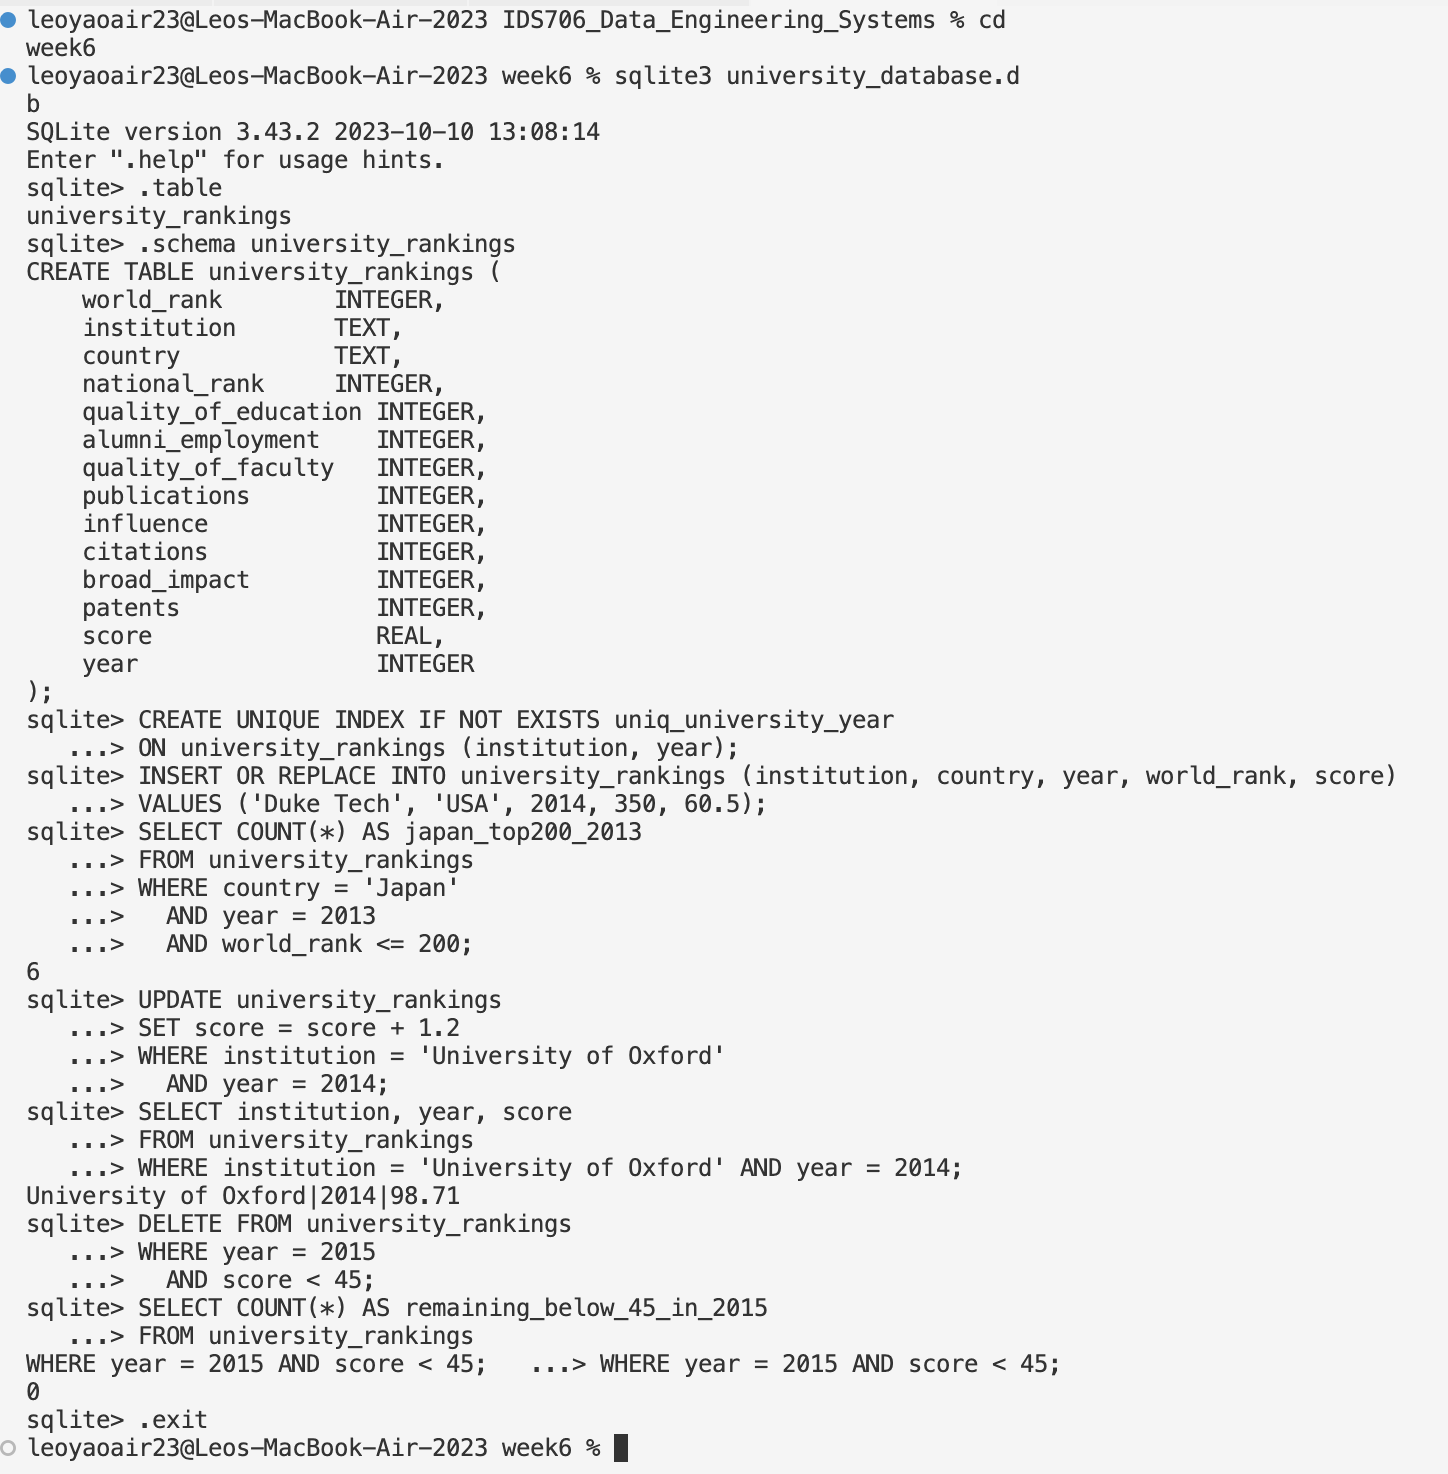 leoyaoair23@Leos-MacBook-Air-2023 IDS706_Data_Engineering_Systems % cd
week6
leoyaoair23@Leos-MacBook-Air-2023 week6 % sqlite3 university_database.d
b
SQLite version 3.43.2 2023-10-10 13:08:14
Enter ".help" for usage hints.
sqlite> .table
university_rankings
sqlite> .schema university_rankings
CREATE TABLE university_rankings (
    world_rank        INTEGER,
    institution       TEXT,
    country           TEXT,
    national_rank     INTEGER,
    quality_of_education INTEGER,
    alumni_employment    INTEGER,
    quality_of_faculty   INTEGER,
    publications         INTEGER,
    influence            INTEGER,
    citations            INTEGER,
    broad_impact         INTEGER,
    patents              INTEGER,
    score                REAL,
    year                 INTEGER
);
sqlite> CREATE UNIQUE INDEX IF NOT EXISTS uniq_university_year
   ...> ON university_rankings (institution, year);
sqlite> INSERT OR REPLACE INTO university_rankings (institution, country, year, world_rank, score)
   ...> VALUES ('Duke Tech', 'USA', 2014, 350, 60.5);
sqlite> SELECT COUNT(*) AS japan_top200_2013
   ...> FROM university_rankings
   ...> WHERE country = 'Japan'
   ...>   AND year = 2013
   ...>   AND world_rank <= 200;
6
sqlite> UPDATE university_rankings
   ...> SET score = score + 1.2
   ...> WHERE institution = 'University of Oxford'
   ...>   AND year = 2014;
sqlite> SELECT institution, year, score
   ...> FROM university_rankings
   ...> WHERE institution = 'University of Oxford' AND year = 2014;
University of Oxford|2014|98.71
sqlite> DELETE FROM university_rankings
   ...> WHERE year = 2015
   ...>   AND score < 45;
sqlite> SELECT COUNT(*) AS remaining_below_45_in_2015
   ...> FROM university_rankings
WHERE year = 2015 AND score < 45;   ...> WHERE year = 2015 AND score < 45;
0
sqlite> .exit
leoyaoair23@Leos-MacBook-Air-2023 week6 %